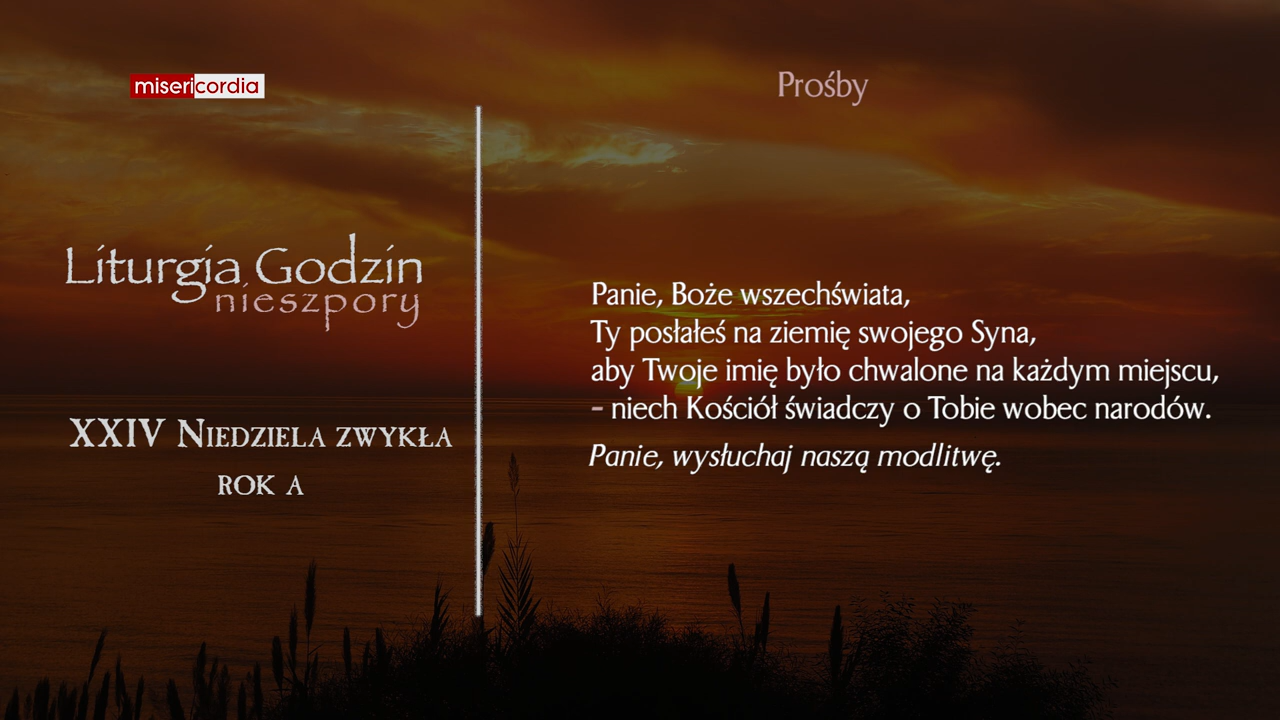 misericordia
Liturgia Godzin
nieszpory
XXIV Niedziela zwykła
rok a
Prośby
Panie, Boże wszechświata,
Ty posłałeś na ziemię swojego Syna,
aby Twoje imię było chwalone na każdym miejscu,
- niech Kościół świadczy o Tobie wobec narodów.
Panie, wysłuchaj naszą modlitwę.